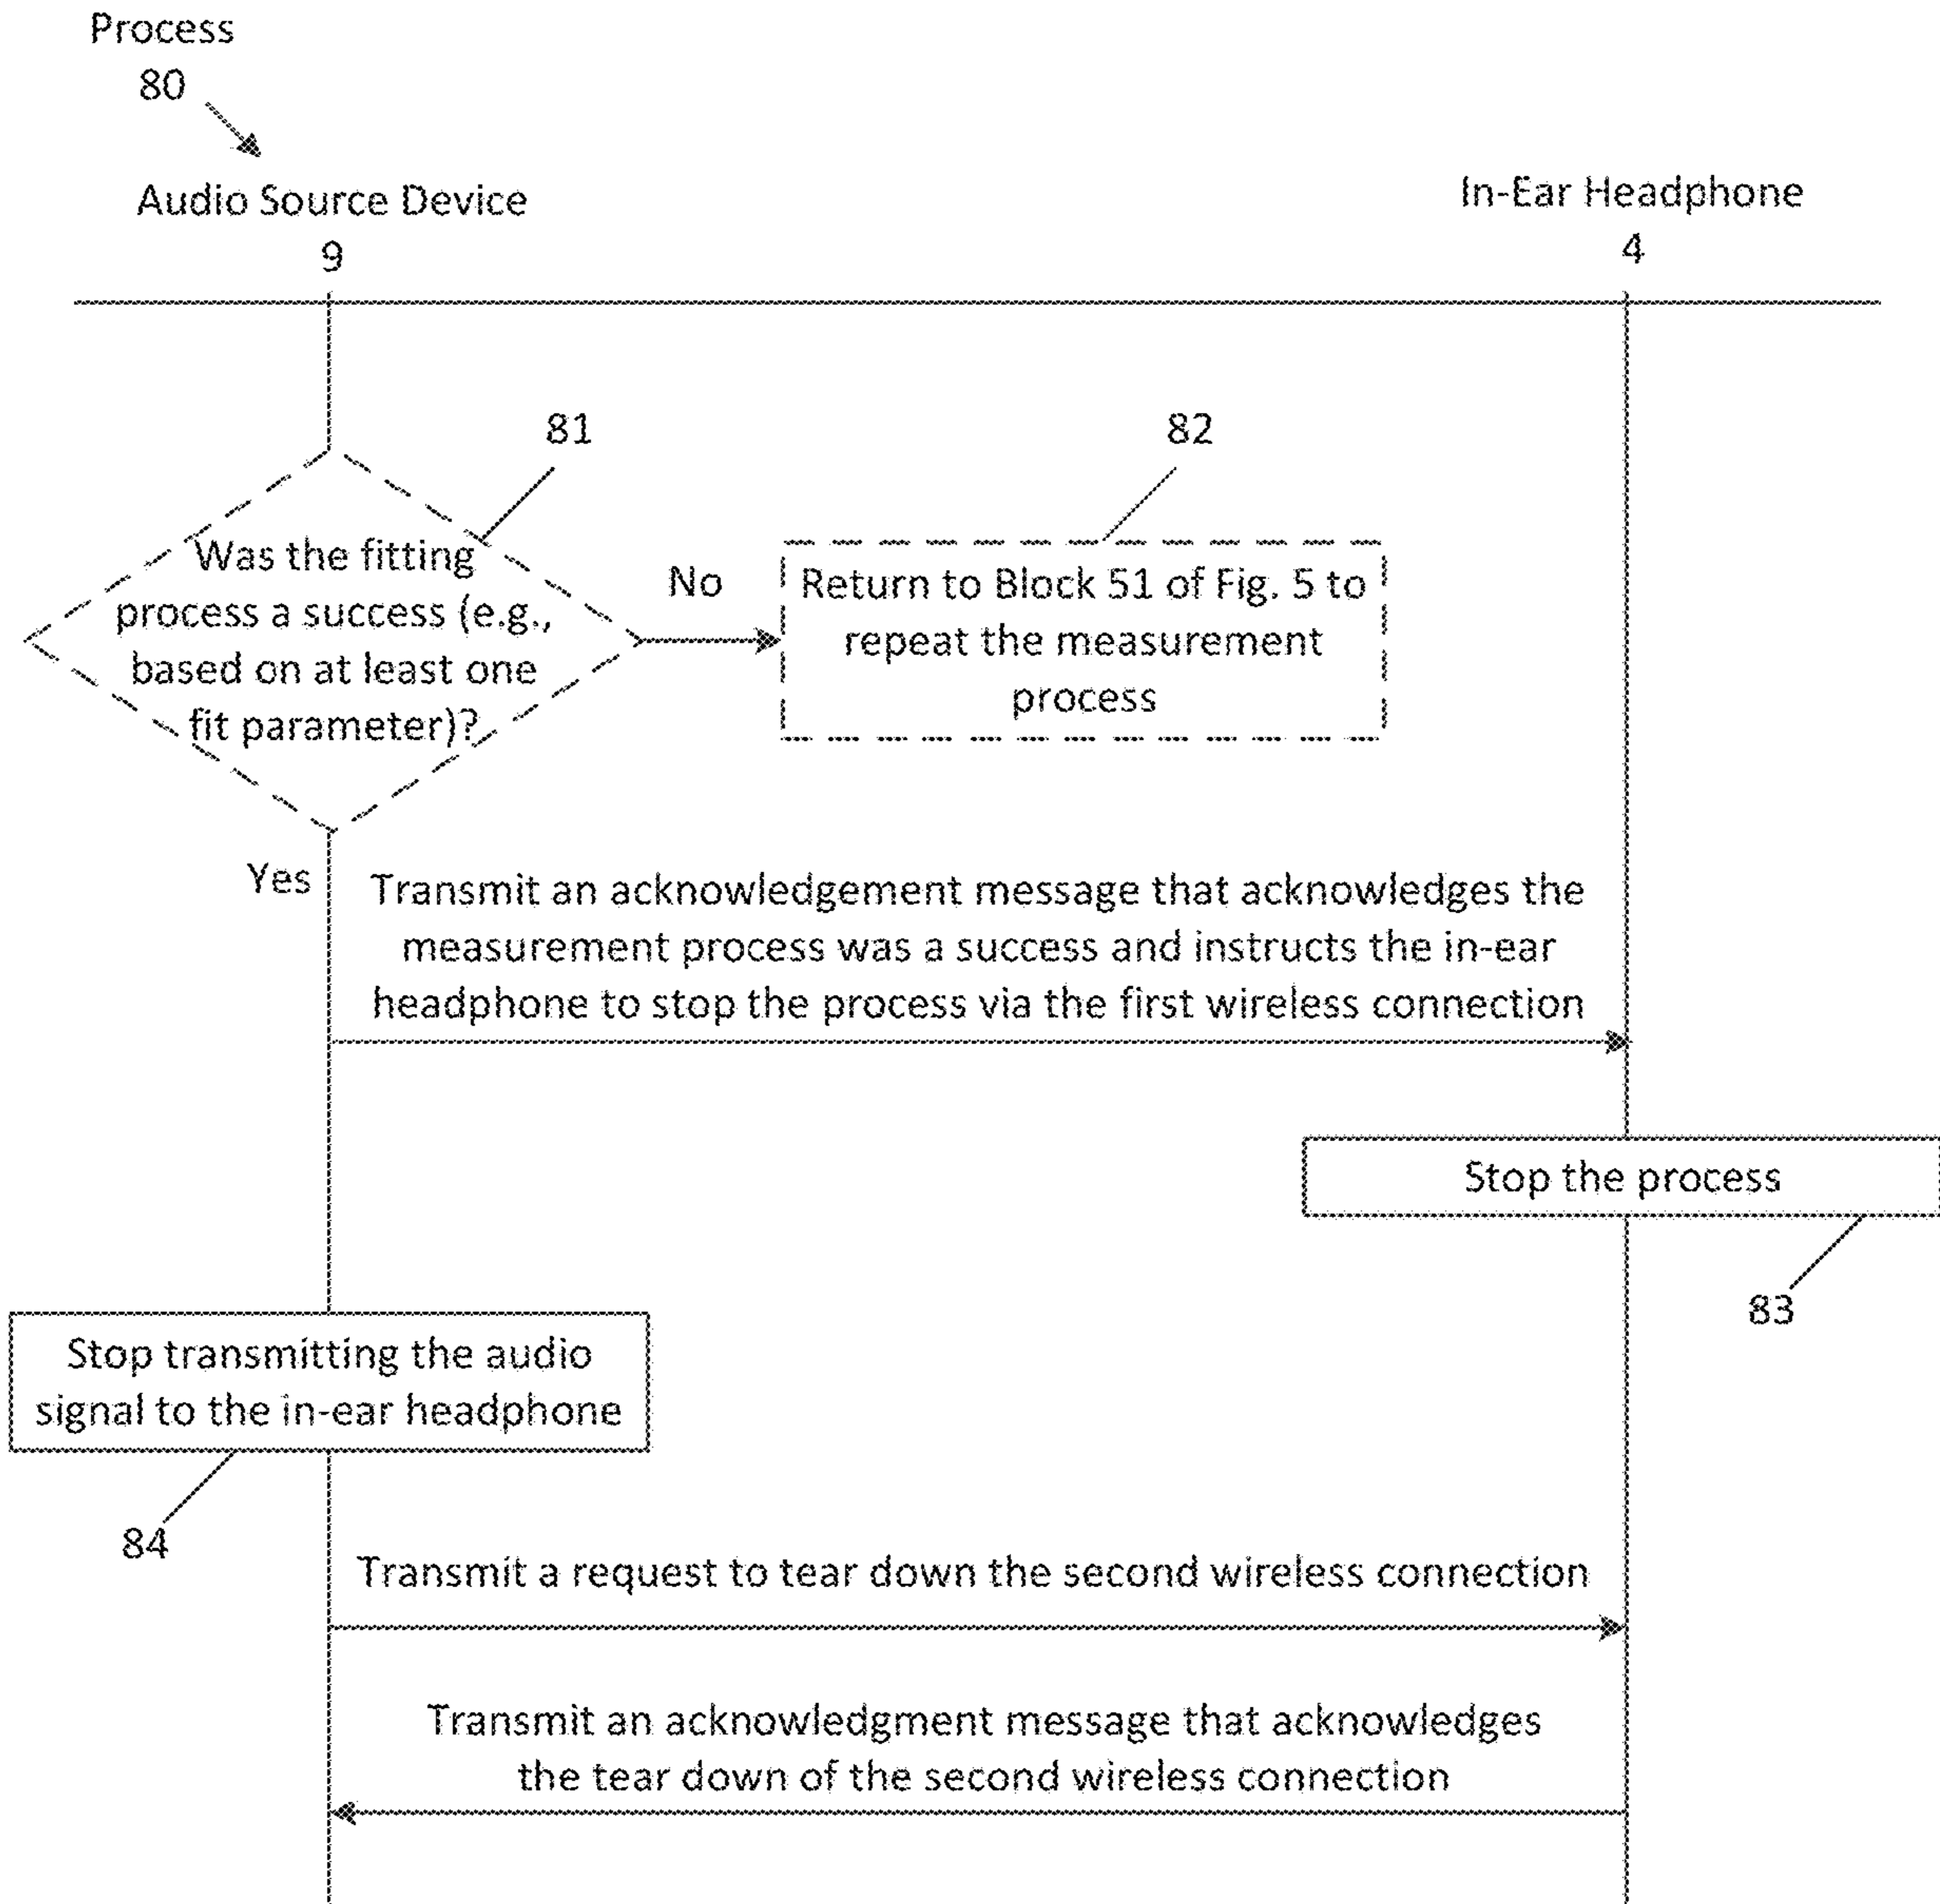 Process
80
Audio Source Device
9
In-Ear Headphone
4
81
82
Was the fitting
process a success (e.g.,
based on at least one
fit parameter)?
No
Return to Block 51 of Fig. 5 to
repeat the measurement
process
Yes
Transmit an acknowledgement message that acknowledges the
measurement process was a success and instructs the in-ear
headphone to stop the process via the first wireless connection
Stop the process
83
Stop transmitting the audio
signal to the in-ear headphone
84
Transmit a request to tear down the second wireless connection
Transmit an acknowledgment message that acknowledges
the tear down of the second wireless connection